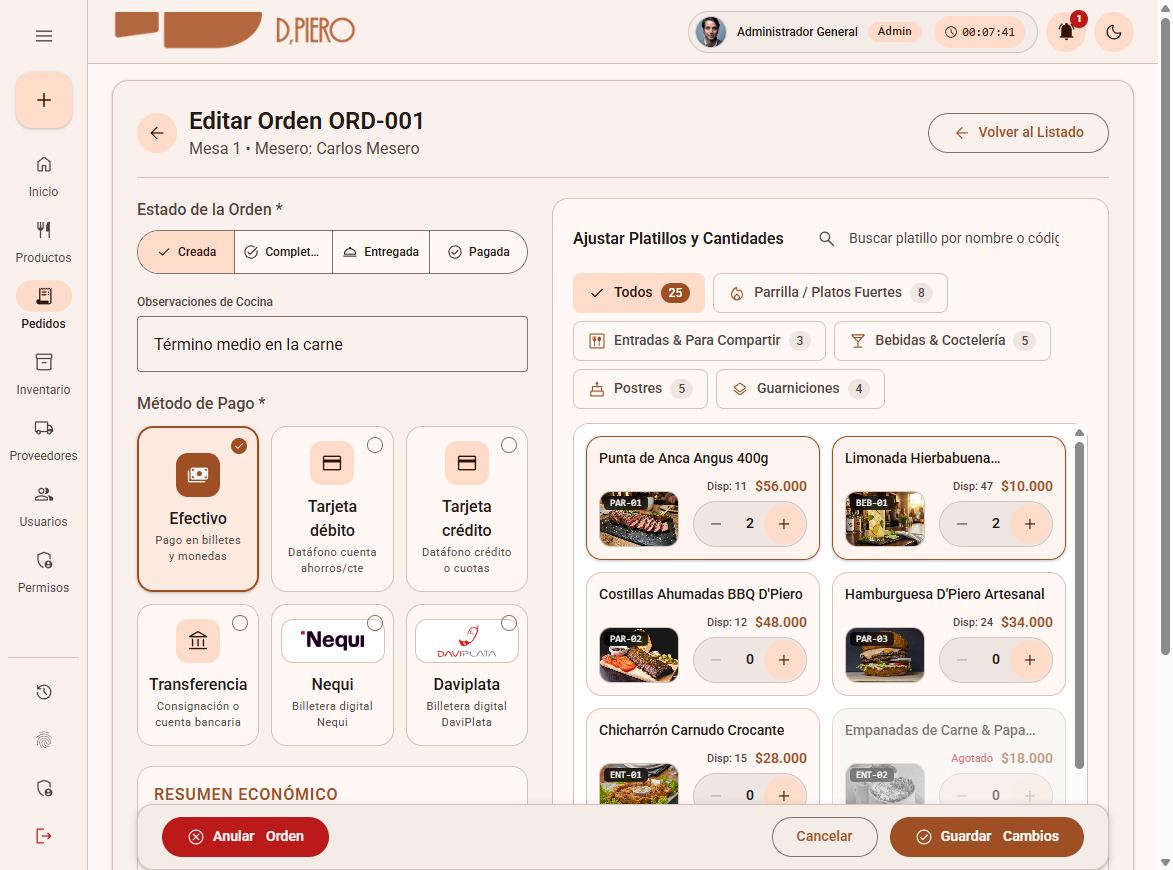 D,PIERO
Administrador General
Admin
00:07:41
1
Inicio
Productos
Pedidos
Inventario
Proveedores
Usuarios
Permisos
Editar Orden ORD-001
Mesa 1 • Mesero: Carlos Mesero
Volver al Listado
Estado de la Orden *
Creada
Complet...
Entregada
Pagada
Observaciones de Cocina
Término medio en la carne
Método de Pago *
Efectivo
Pago en billetes
y monedas
Tarjeta
débito
Datáfono cuenta
ahorros/cte
Tarjeta
crédito
Datáfono crédito
o cuotas
Transferencia
Consignación o
cuenta bancaria
Nequi
Nequi
Billetera digital
Nequi
DAVIPLATA
Daviplata
Billetera digital
DaviPlata
RESUMEN ECONÓMICO
Ajustar Platillos y Cantidades
Buscar platillo por nombre o códig
Todos 25
Parrilla / Platos Fuertes 8
Entradas & Para Compartir 3
Bebidas & Coctelería 5
Postres 5
Guarniciones 4
Punta de Anca Angus 400g
Disp: 11 $56.000
PAR-01
2
Limonada Hierbabuena...
Disp: 47 $10.000
BEB-01
2
Costillas Ahumadas BBQ D'Piero
Disp: 12 $48.000
PAR-02
0
Hamburguesa D'Piero Artesanal
Disp: 24 $34.000
PAR-03
0
Chicharrón Carnudo Crocante
Disp: 15 $28.000
ENT-01
0
Empanadas de Carne & Papa...
Agotado $18.000
ENT-02
0
Anular Orden
Cancelar
Guardar Cambios